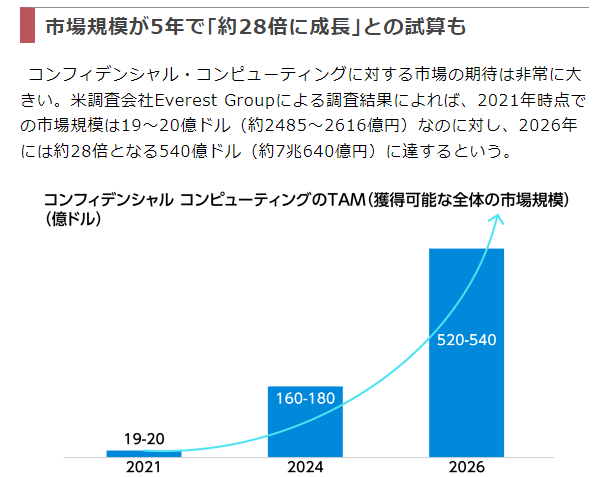 市場規模が5年で｢約28倍に成長｣との試算も
コンフィデンシャル・コンピューティングに対する市場の期待は非常に大
きい。米調査会社Everest Groupによる調査結果によれば、2021年時点で
の市場規模は19～20億ドル（約2485～2616億円）なのに対し、2026年
には約28倍となる540億ドル（約7兆640億円）に達するという。
コンフィデンシャル コンピューティングのTAM（獲得可能な全体の市場規模）
（億ドル）
520-540
160-180
19-20
2021 2024 2026